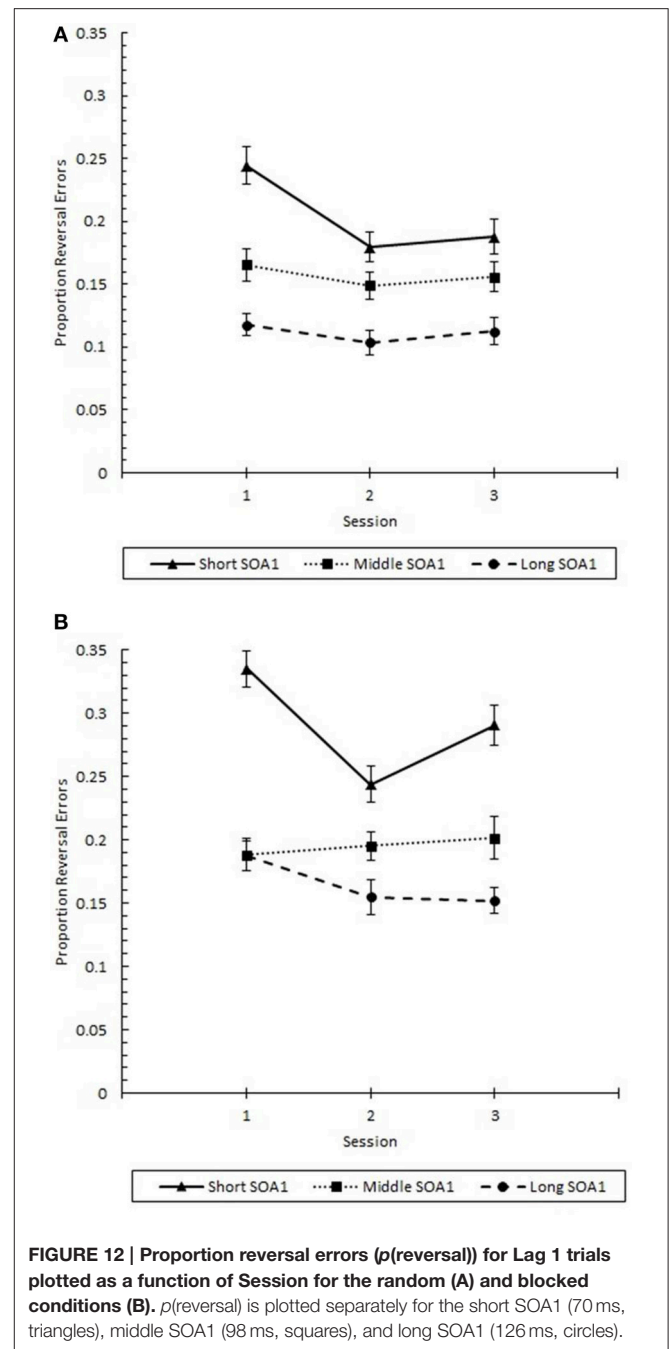 A
0.35
0.3
0.25
0.2
0.15
0.1
0.05
0
Proportion Reversal Errors
1 2 3
Session
Short SOA1 Middle SOA1 Long SOA1
B
0.35
0.3
0.25
0.2
0.15
0.1
0.05
0
Proportion Reversal Errors
1 2 3
Session
Short SOA1 Middle SOA1 Long SOA1
FIGURE 12 | Proportion reversal errors (p(reversal)) for Lag 1 trials
plotted as a function of Session for the random (A) and blocked
conditions (B). p(reversal) is plotted separately for the short SOA1 (70 ms,
triangles), middle SOA1 (98 ms, squares), and long SOA1 (126 ms, circles).